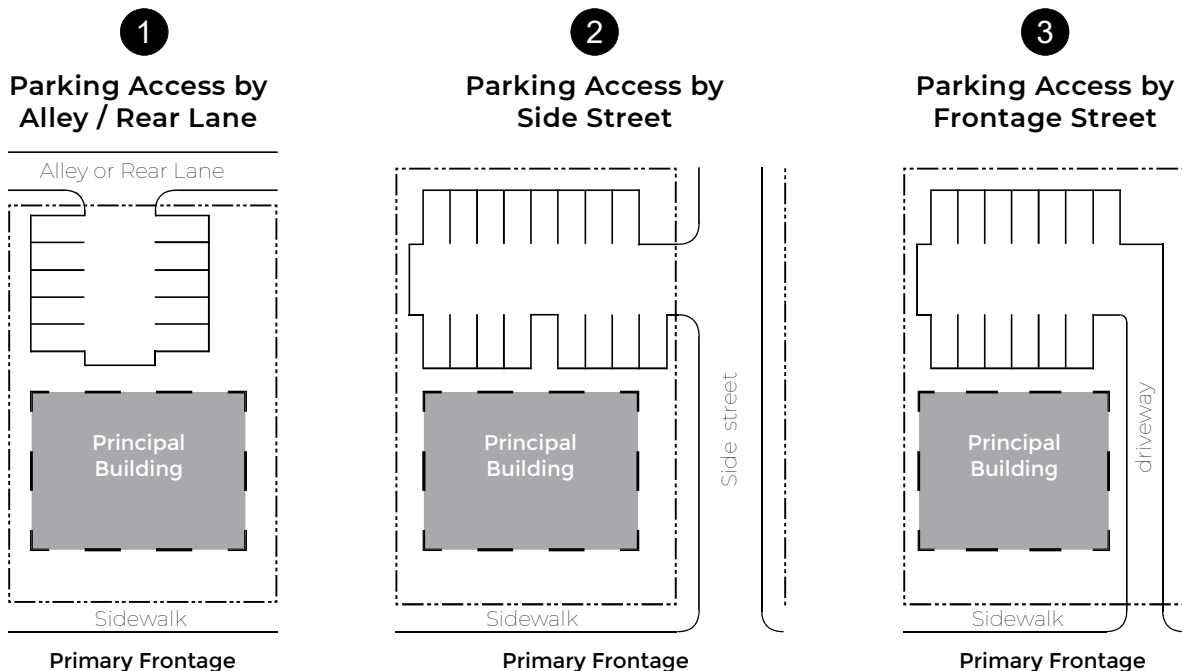 1
Parking Access by
Alley / Rear Lane
Alley or Rear Lane
Principal
Building
Sidewalk
Primary Frontage
2
Parking Access by
Side Street
Side street
Principal
Building
Sidewalk
Primary Frontage
3
Parking Access by
Frontage Street
driveway
Principal
Building
Sidewalk
Primary Frontage